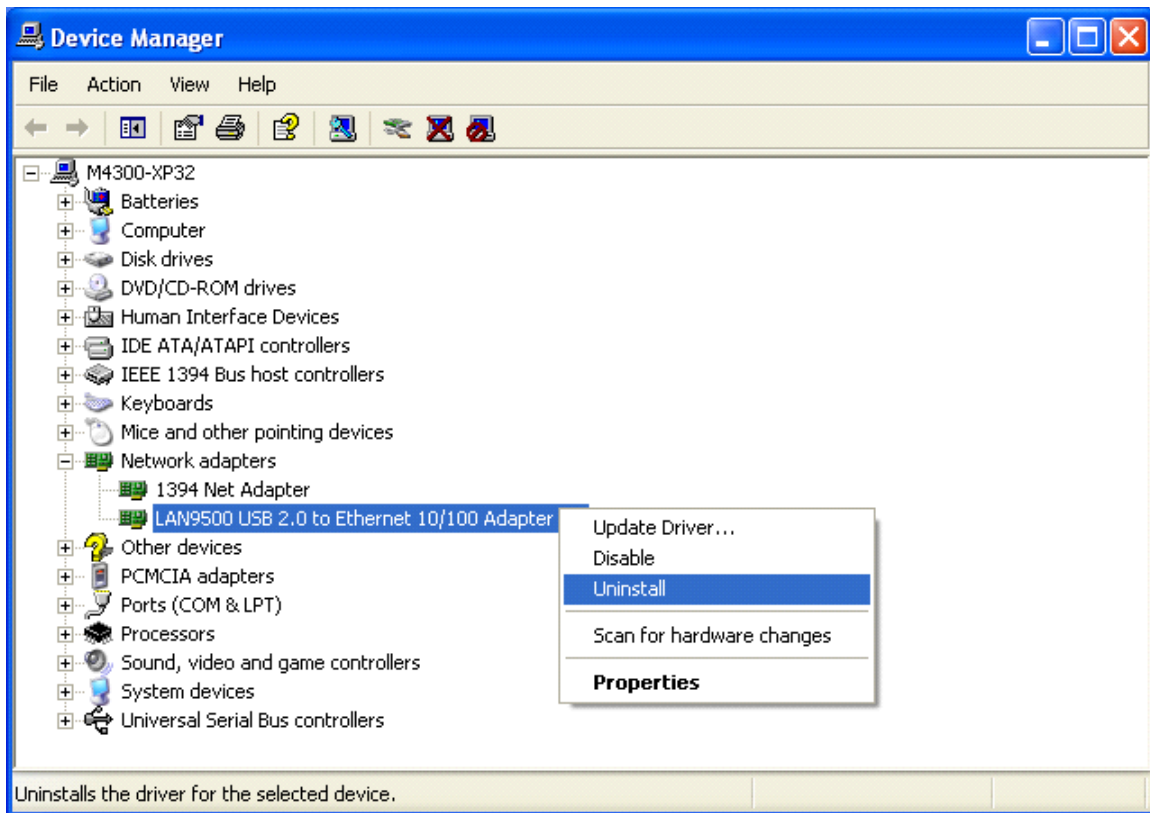 Device Manager
File Action View Help
M4300-XP32
Batteries
Computer
Disk drives
DVD/CD-ROM drives
Human Interface Devices
IDE ATA/ATAPI controllers
IEEE 1394 Bus host controllers
Keyboards
Mice and other pointing devices
Network adapters
1394 Net Adapter
LAN9500 USB 2.0 to Ethernet 10/100 Adapter
Other devices
PCMCIA adapters
Ports (COM & LPT)
Processors
Sound, video and game controllers
System devices
Universal Serial Bus controllers
Update Driver...
Disable
Uninstall
Scan for hardware changes
Properties
Uninstalls the driver for the selected device.